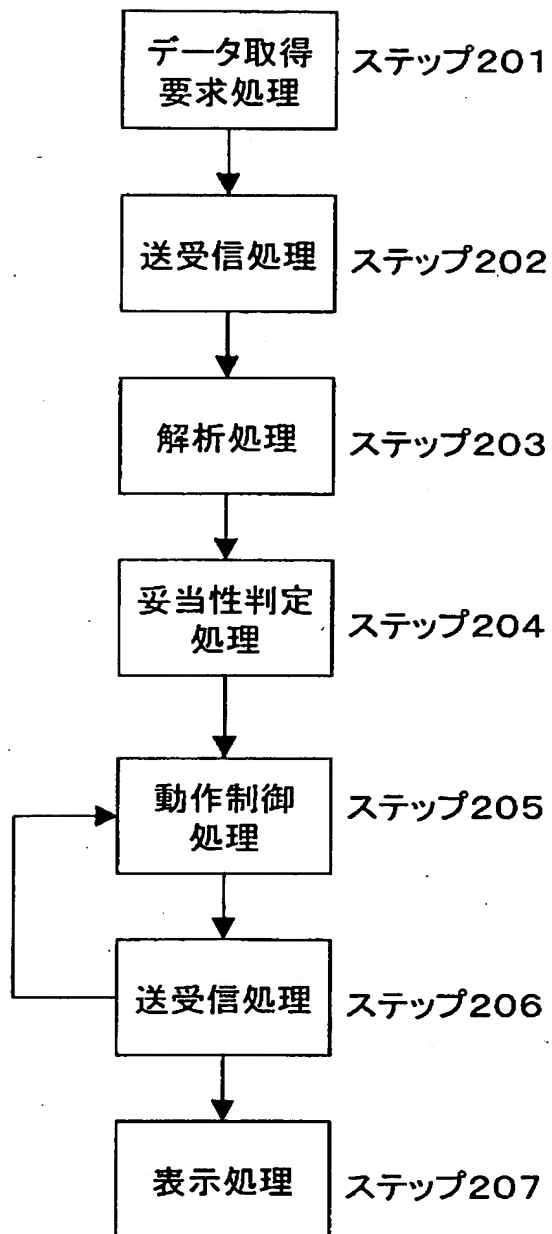 データ取得
要求処理
ステップ201
送受信処理
ステップ202
解析処理
ステップ203
妥当性判定
処理
ステップ204
動作制御
処理
ステップ205
送受信処理
ステップ206
表示処理
ステップ207